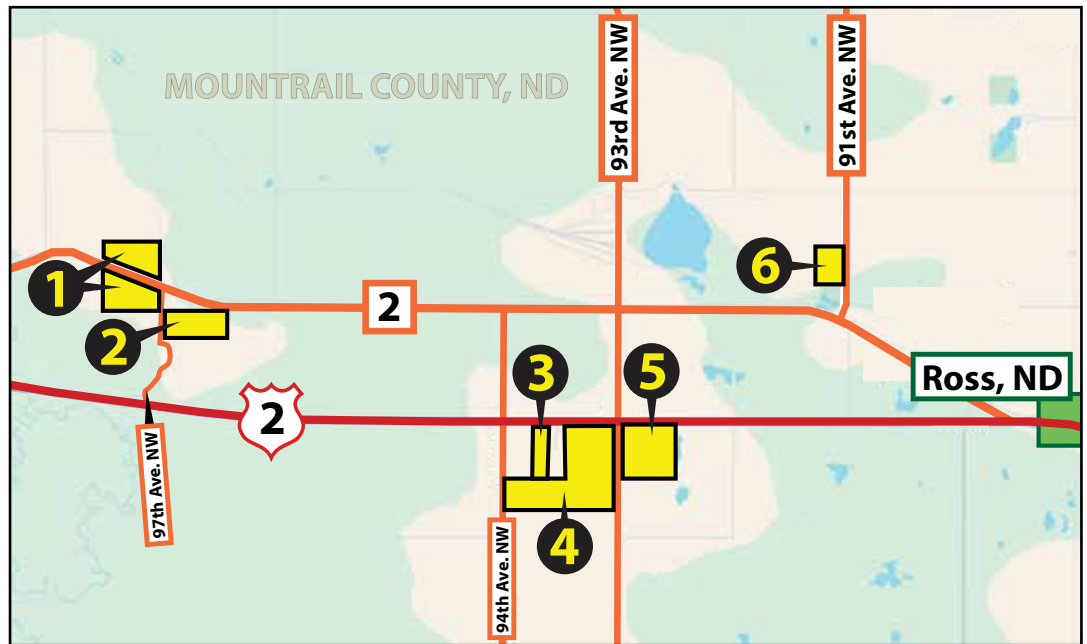 MOUNTRAIL COUNTY, ND
93rd Ave. NW
91st Ave. NW
1
6
2
2
3
5
Ross, ND
2
97th Ave. NW
4
94th Ave. NW